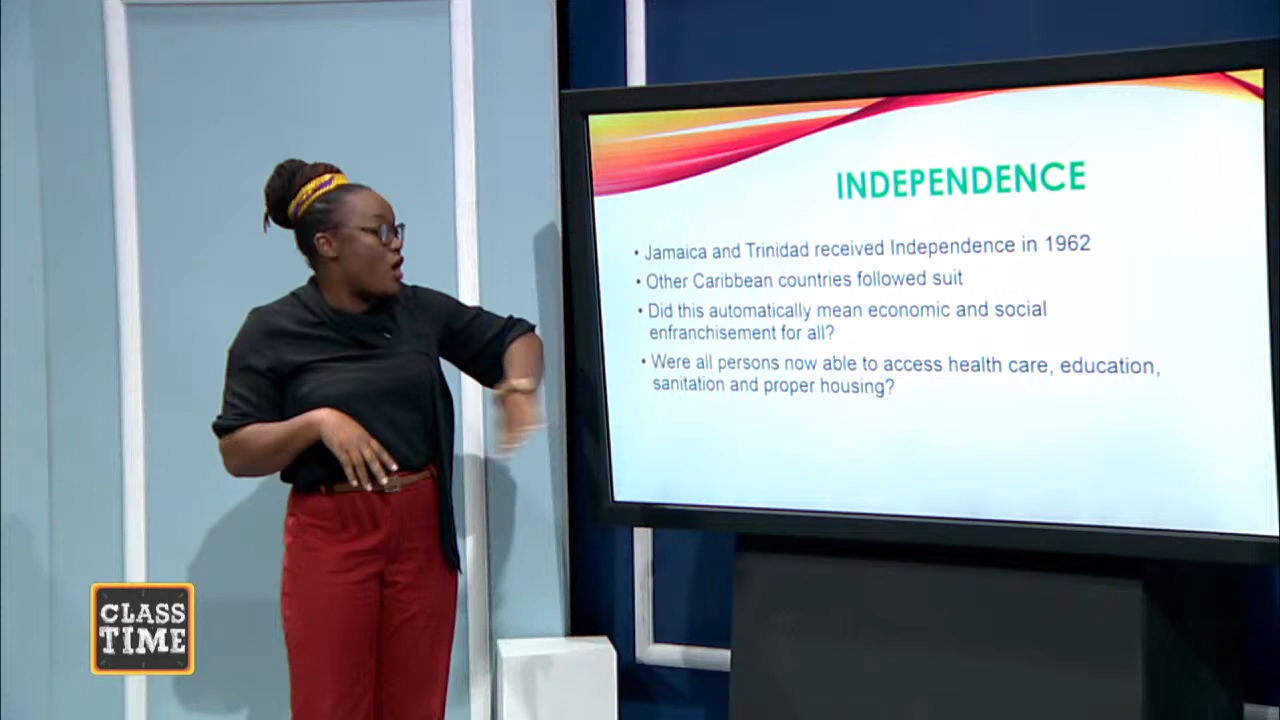 INDEPENDENCE
• Jamaica and Trinidad received Independence in 1962
• Other Caribbean countries followed suit
• Did this automatically mean economic and social
enfranchisement for all?
• Were all persons now able to access health care, education,
sanitation and proper housing?
CLASS
TIME